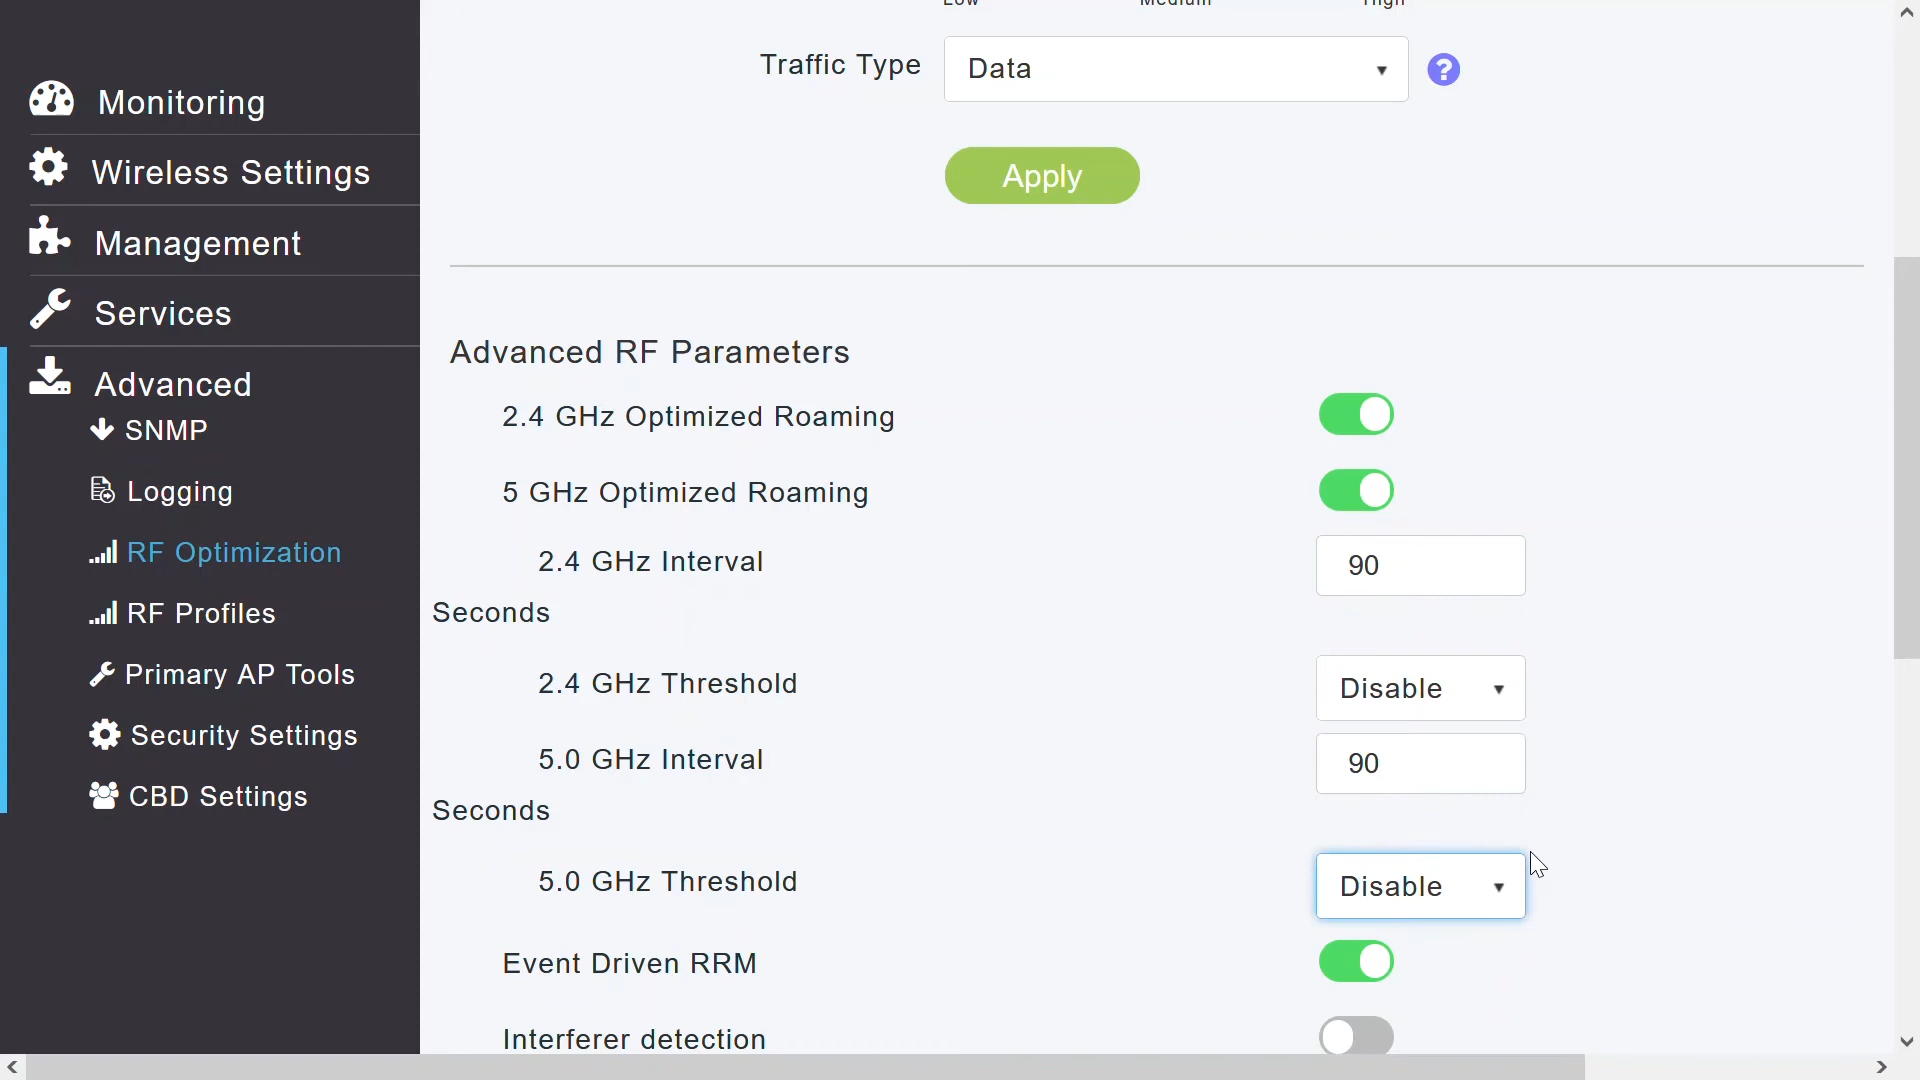 Low Medium High
Traffic Type Data
?
Apply
Monitoring
Wireless Settings
Management
Services
Advanced
SNMP
Logging
RF Optimization
RF Profiles
Primary AP Tools
Security Settings
CBD Settings
Advanced RF Parameters
2.4 GHz Optimized Roaming
5 GHz Optimized Roaming
2.4 GHz Interval 90
Seconds
2.4 GHz Threshold Disable
5.0 GHz Interval 90
Seconds
5.0 GHz Threshold Disable
Event Driven RRM
Interferer detection